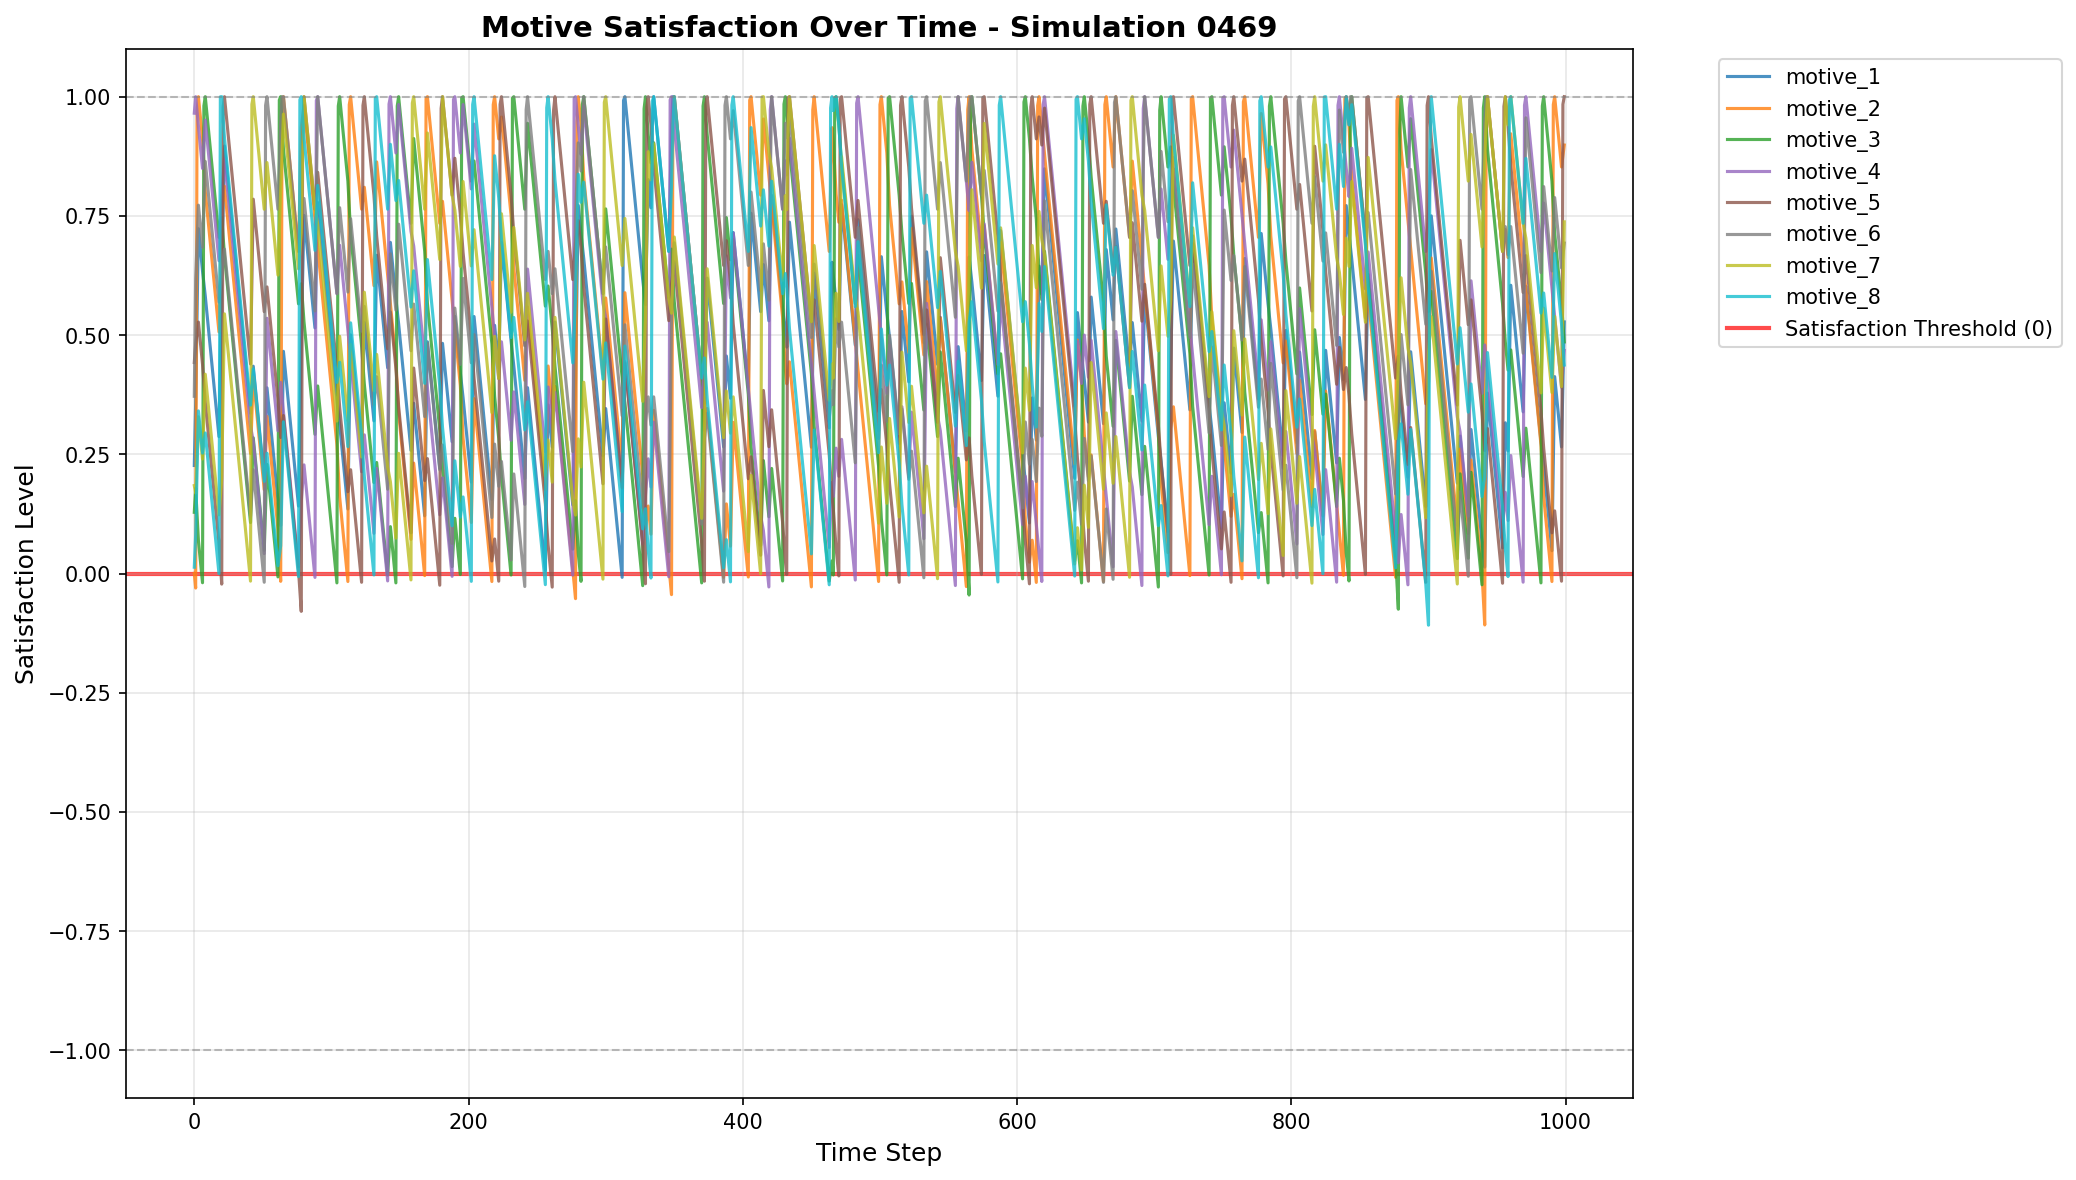 Motive Satisfaction Over Time - Simulation 0469
1.00
0.75
0.50
0.25
0.00
−0.25
−0.50
−0.75
−1.00
Satisfaction Level
0
200
400
600
800
1000
Time Step
motive_1
motive_2
motive_3
motive_4
motive_5
motive_6
motive_7
motive_8
Satisfaction Threshold (0)